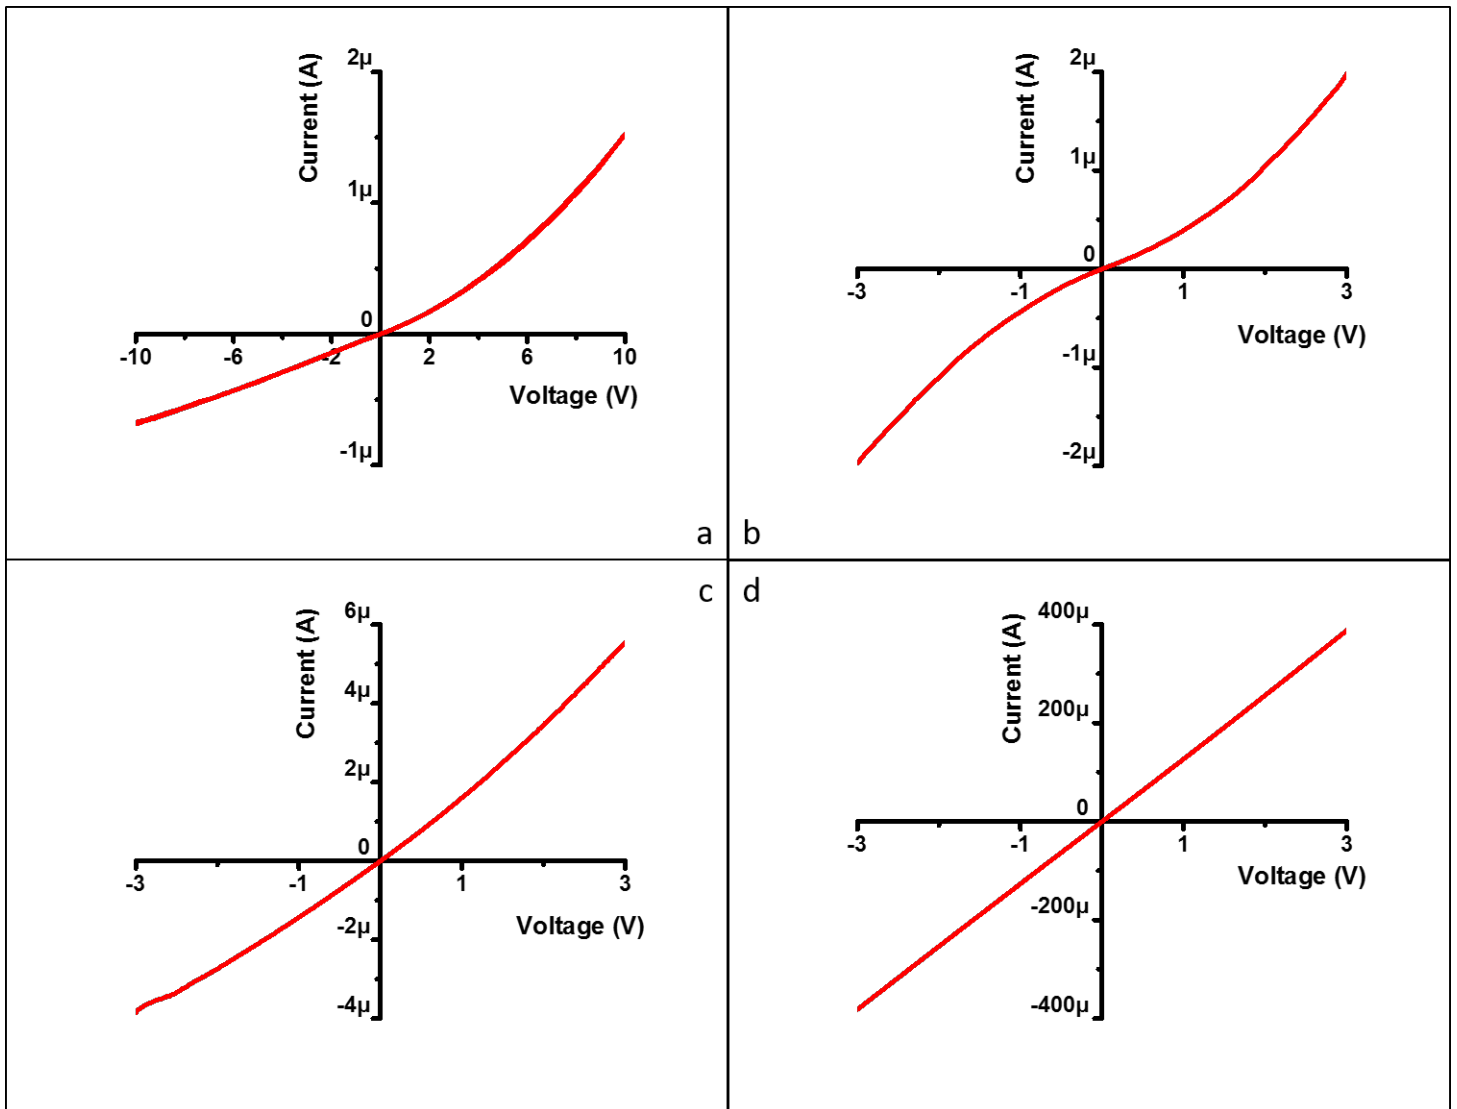 Current (A)
2µ
1µ
0
-10
-6
-2
2
6
10
Voltage (V)
-1µ
a
Current (A)
2µ
1µ
0
-3
-1
1
3
Voltage (V)
-1µ
-2µ
b
c
Current (A)
6µ
4µ
2µ
0
-3
-1
1
3
Voltage (V)
-2µ
-4µ
d
Current (A)
400µ
200µ
0
-3
-1
1
3
Voltage (V)
-200µ
-400µ